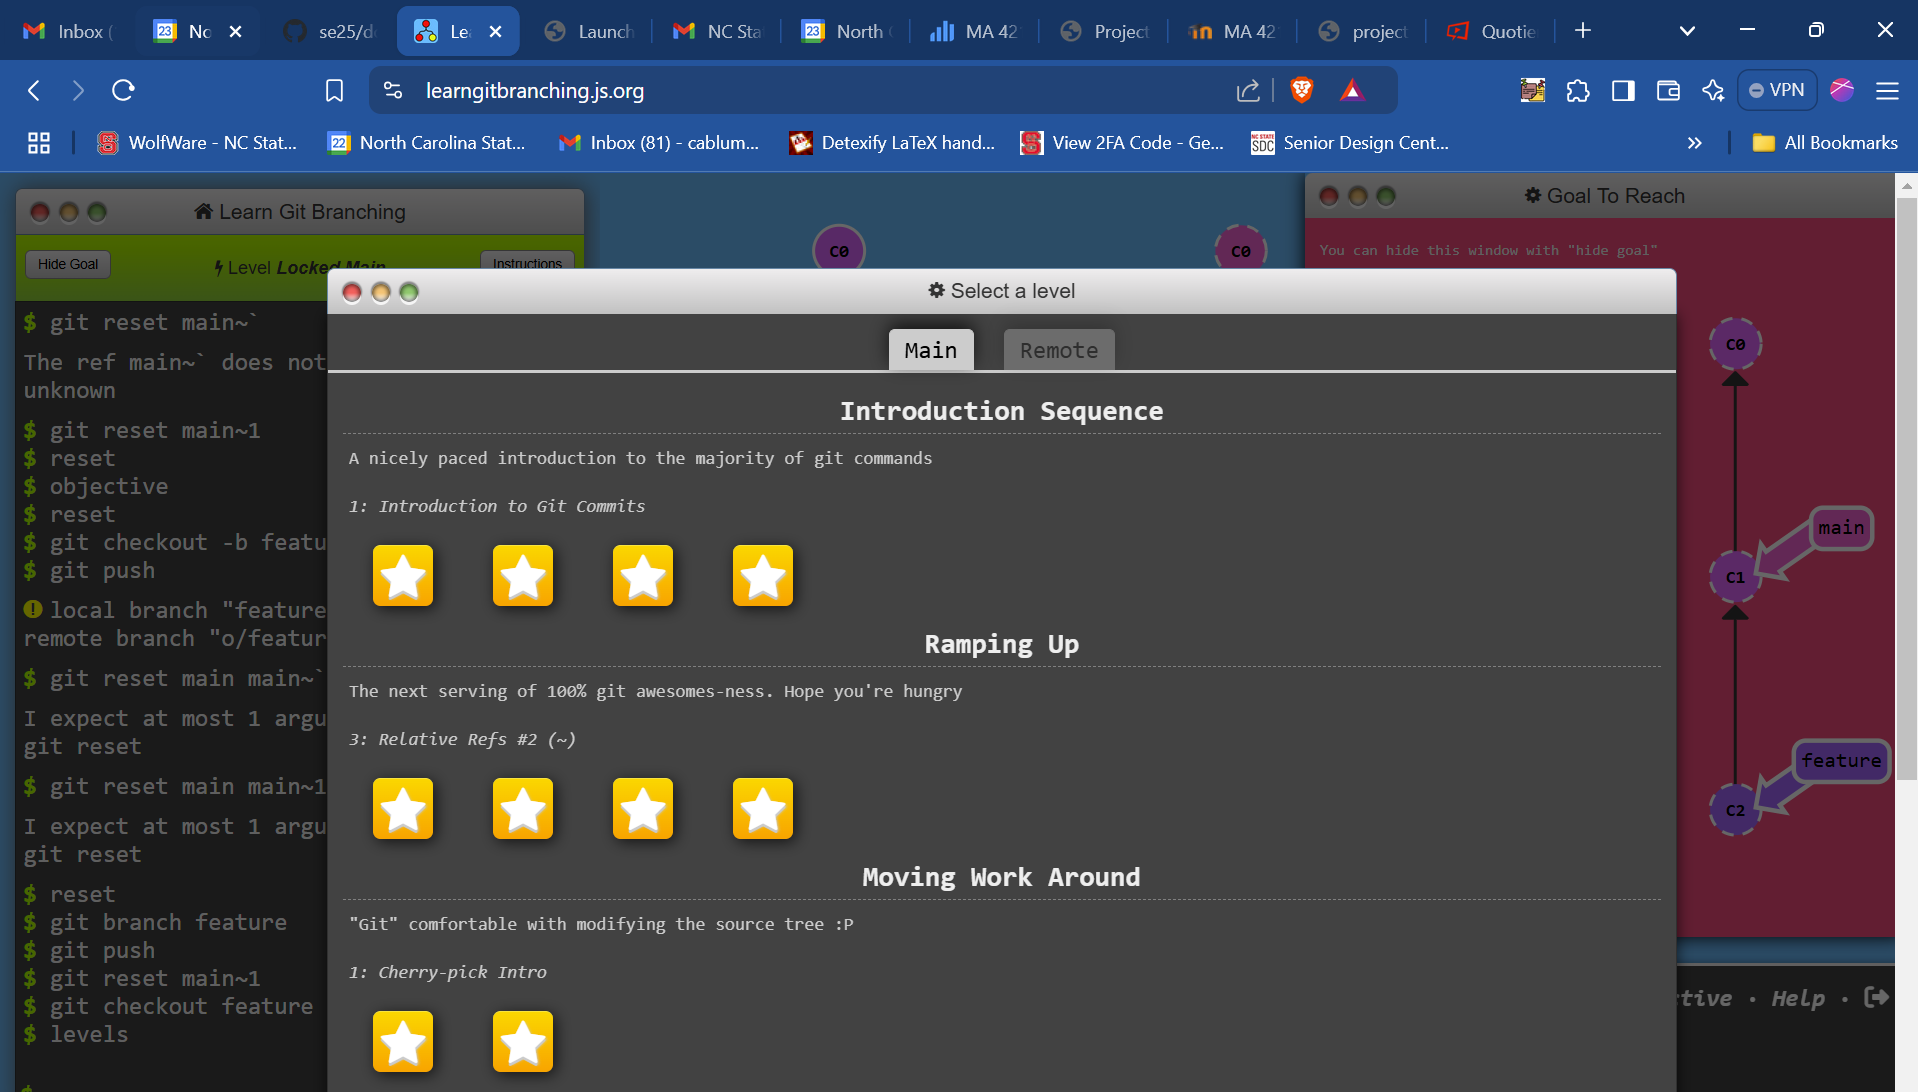 Inbox (
No
se25/d
Le
Launch
NC Sta
North
MA 42
Project
MA 42
project
Quotie
learngitbranching.js.org
VPN
WolfWare - NC Stat...
North Carolina Stat...
Inbox (81) - cablum...
Detexify LaTeX hand...
View 2FA Code - Ge...
Senior Design Cent...
All Bookmarks
Learn Git Branching
Hide Goal
Level Locked Main
Instructions
$ git reset main~`
The ref main~` does not
unknown
$ git reset main~1
$ reset
$ objective
$ reset
$ git checkout -b featu
$ git push
local branch "feature
remote branch "o/featur
$ git reset main main~`
I expect at most 1 argu
git reset
$ git reset main main~1
I expect at most 1 argu
git reset
$ reset
$ git branch feature
$ git push
$ git reset main~1
$ git checkout feature
$ levels
C0
C0
Select a level
Main
Remote
Introduction Sequence
A nicely paced introduction to the majority of git commands
1: Introduction to Git Commits
Ramping Up
The next serving of 100% git awesomes-ness. Hope you're hungry
3: Relative Refs #2 (~)
Moving Work Around
"Git" comfortable with modifying the source tree :P
1: Cherry-pick Intro
Goal To Reach
You can hide this window with "hide goal"
C0
main
C1
feature
C2
ctive • Help •